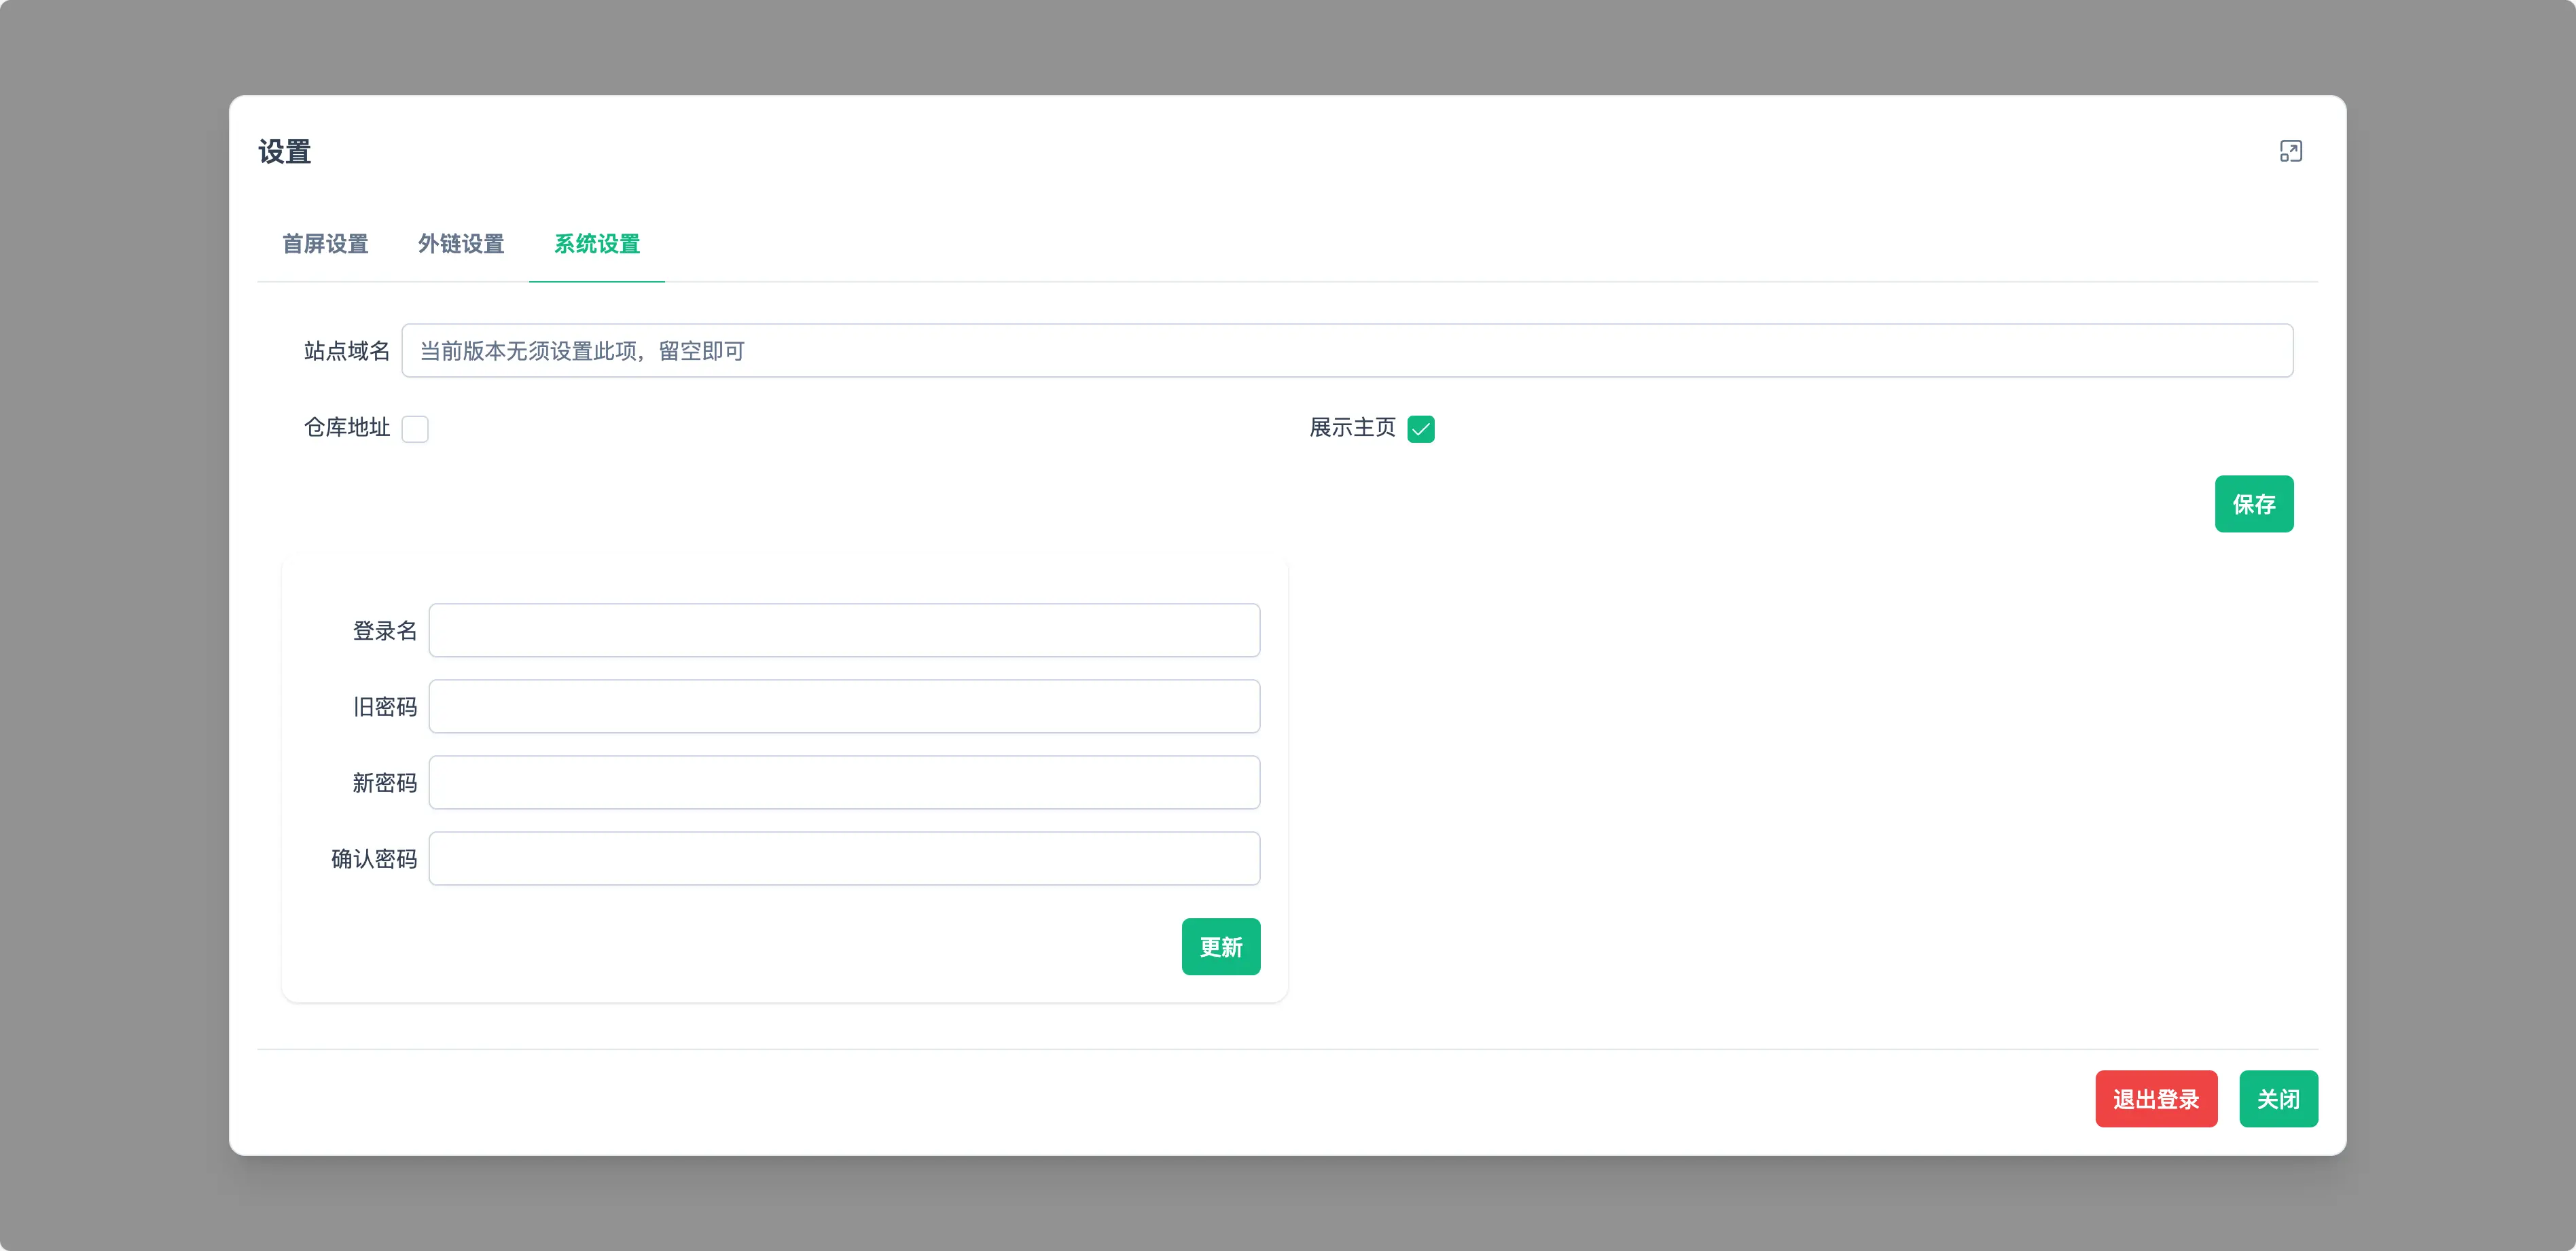 设置
首屏设置 外链设置 系统设置
站点域名 当前版本无须设置此项，留空即可
仓库地址 展示主页
保存
登录名
旧密码
新密码
确认密码
更新
退出登录 关闭